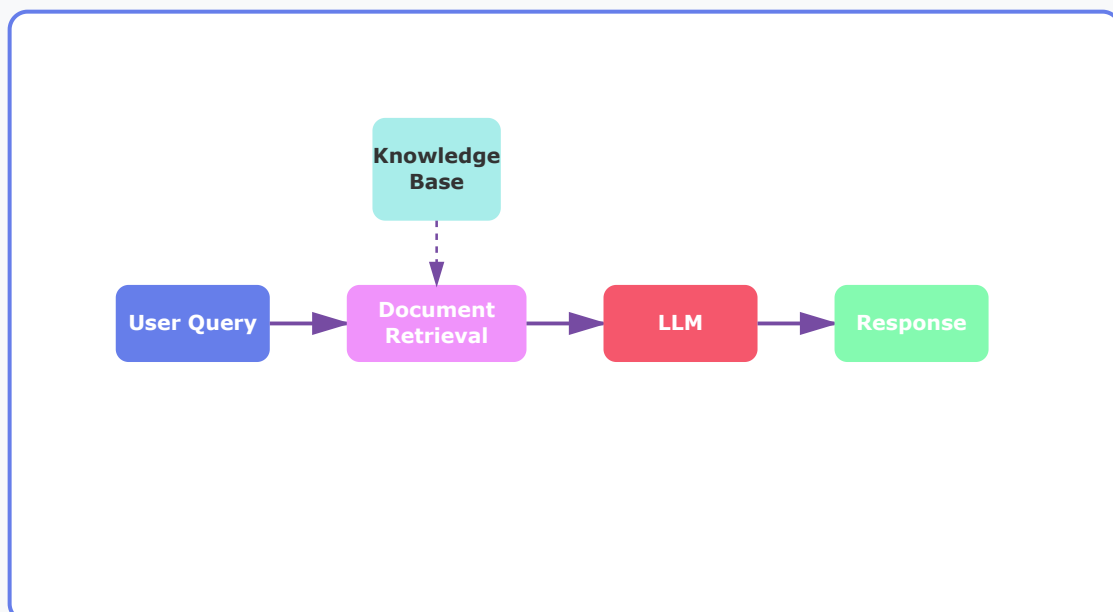 Knowledge
Base
User Query
Document
Retrieval
LLM
Response